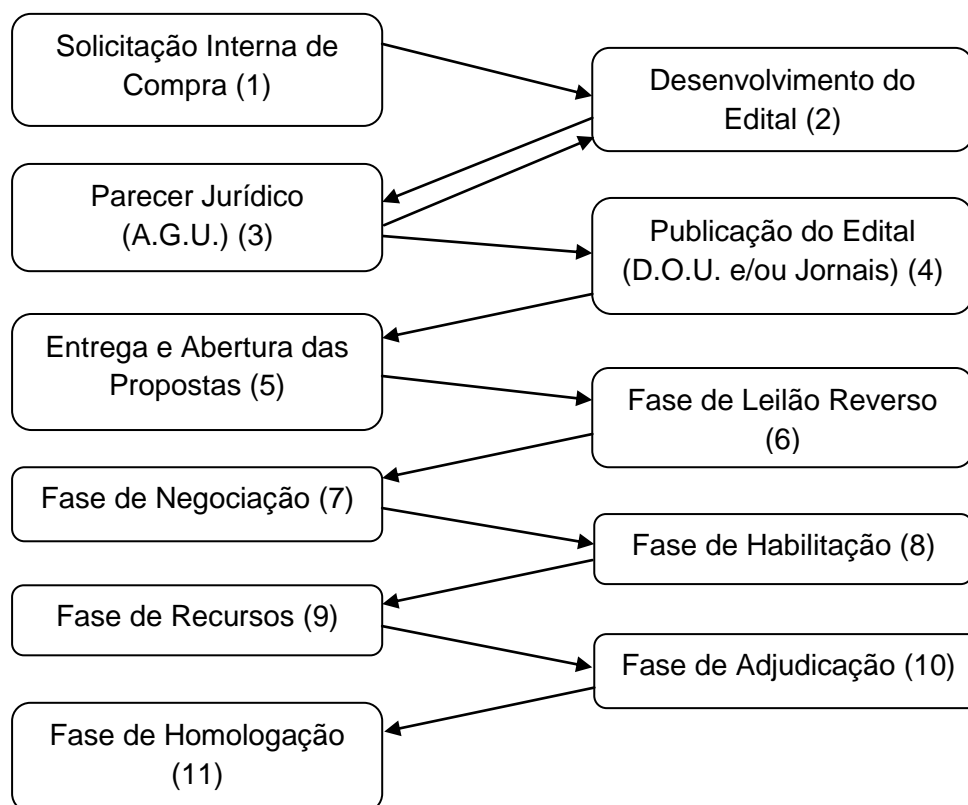 Solicitação Interna de
Compra (1)
Desenvolvimento do
Edital (2)
Parecer Jurídico
(A.G.U.) (3)
Publicação do Edital
(D.O.U. e/ou Jornais) (4)
Entrega e Abertura das
Propostas (5)
Fase de Leilão Reverso
(6)
Fase de Negociação (7)
Fase de Habilitação (8)
Fase de Recursos (9)
Fase de Adjudicação (10)
Fase de Homologação
(11)